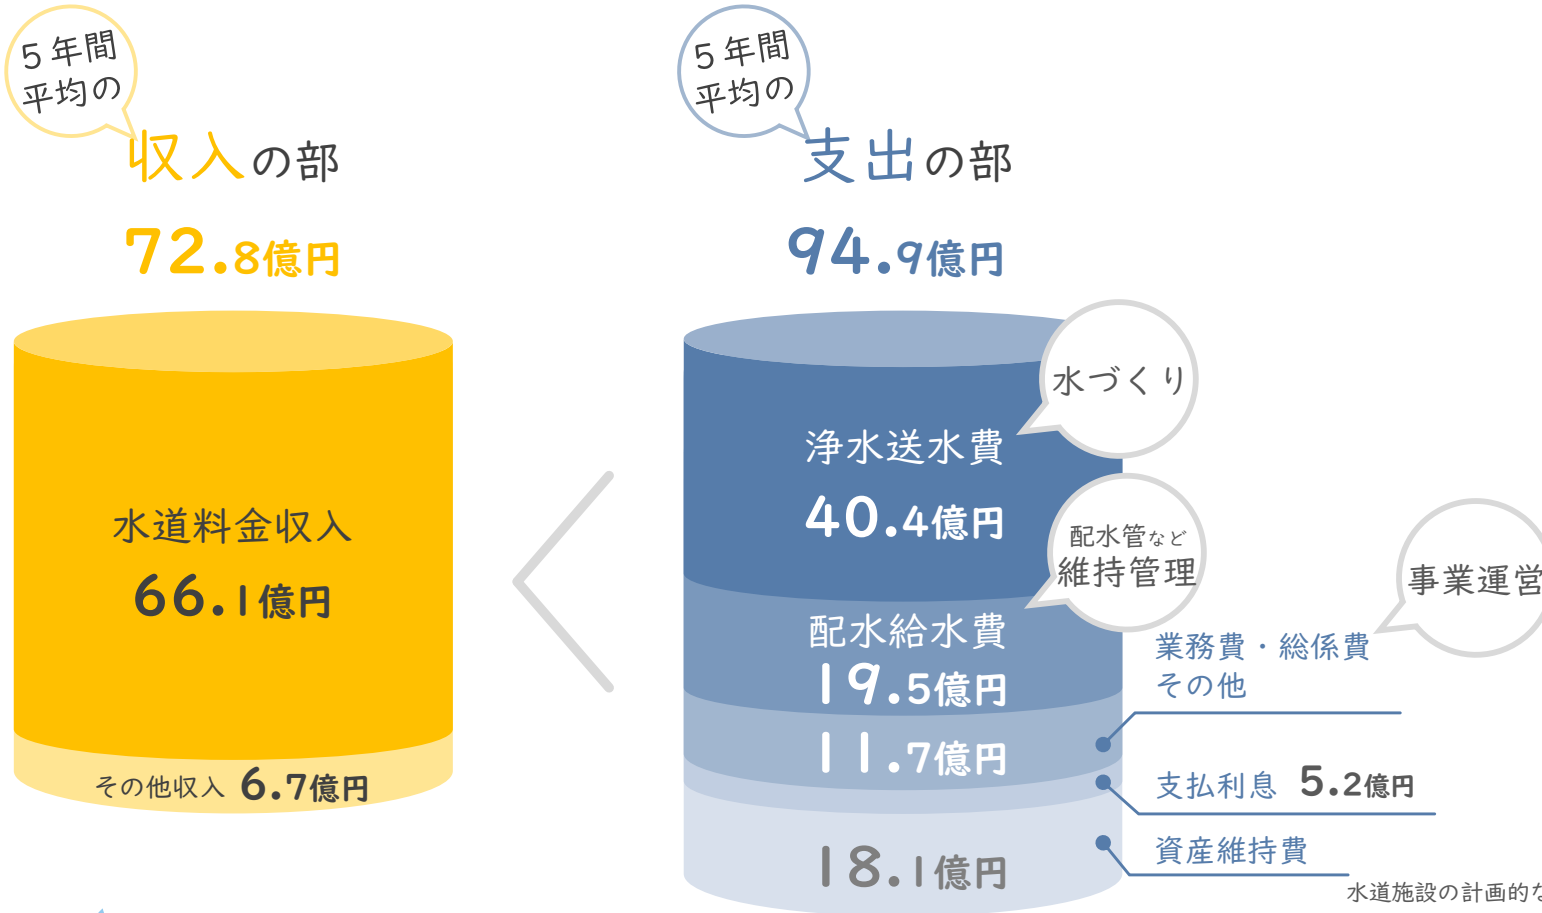 5年間
平均の
収入の部
72.8億円
水道料金収入
66.1億円
その他収入 6.7億円
5年間
平均の
支出の部
94.9億円
水づくり
浄水送水費
40.4億円
配水管など
維持管理
配水給水費
19.5億円
事業運営
業務費・総係費
その他
11.7億円
支払利息 5.2億円
資産維持費
18.1億円
水道施設の計画的な